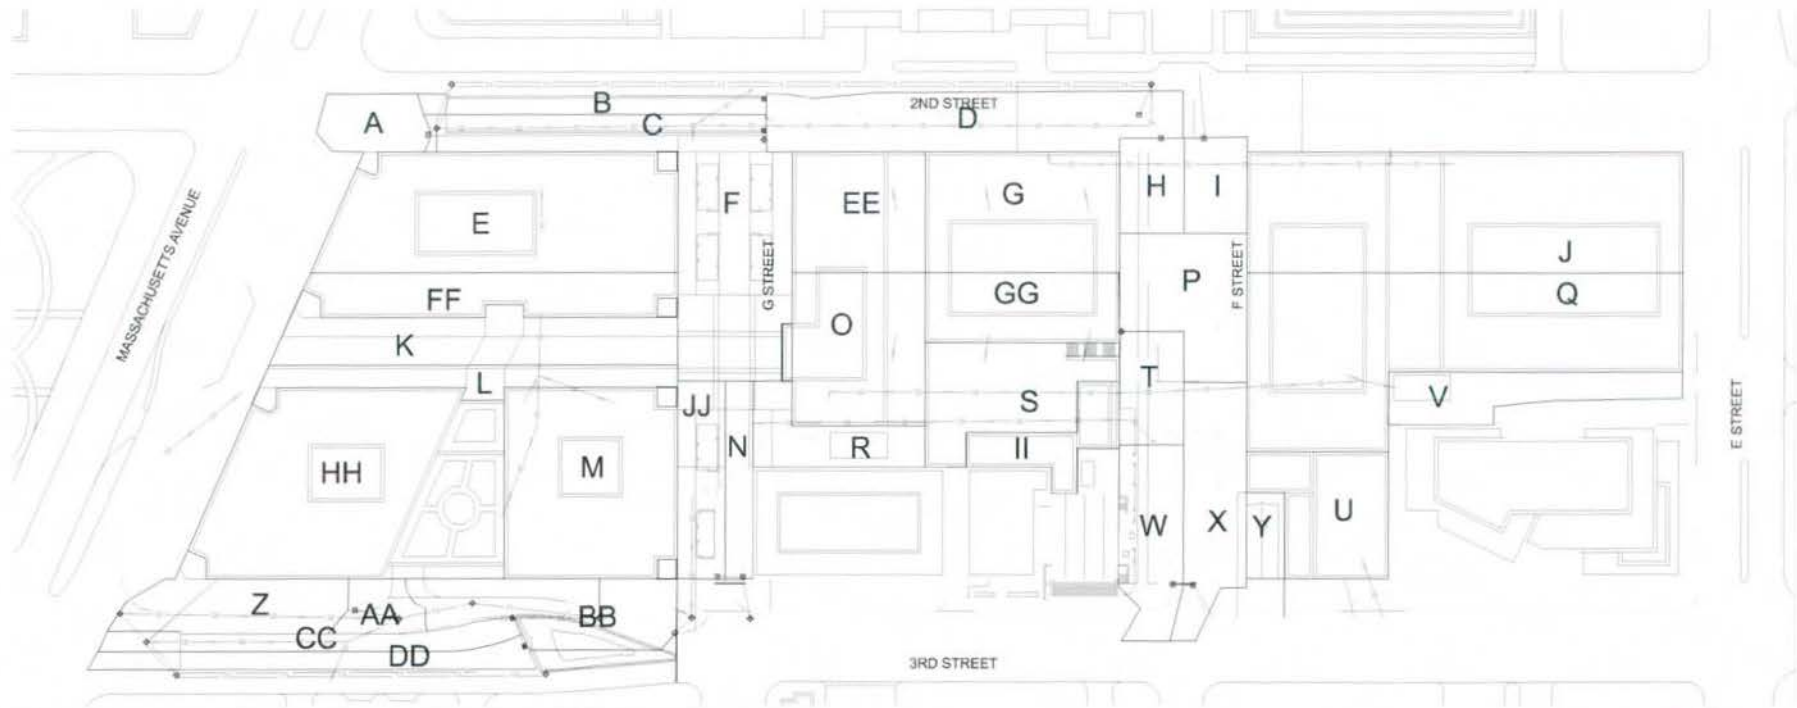 B
2ND STREET
A
C
D
H
I
G
F
EE
MASSACHUSETTS AVENUE
E
G STREET
F STREET
J
P
FF
GG
Q
O
K
T
L
V
JJ
S
E STREET
N
R
II
HH
M
U
W
X
Y
Z
AA
BB
CC
DD
3RD STREET